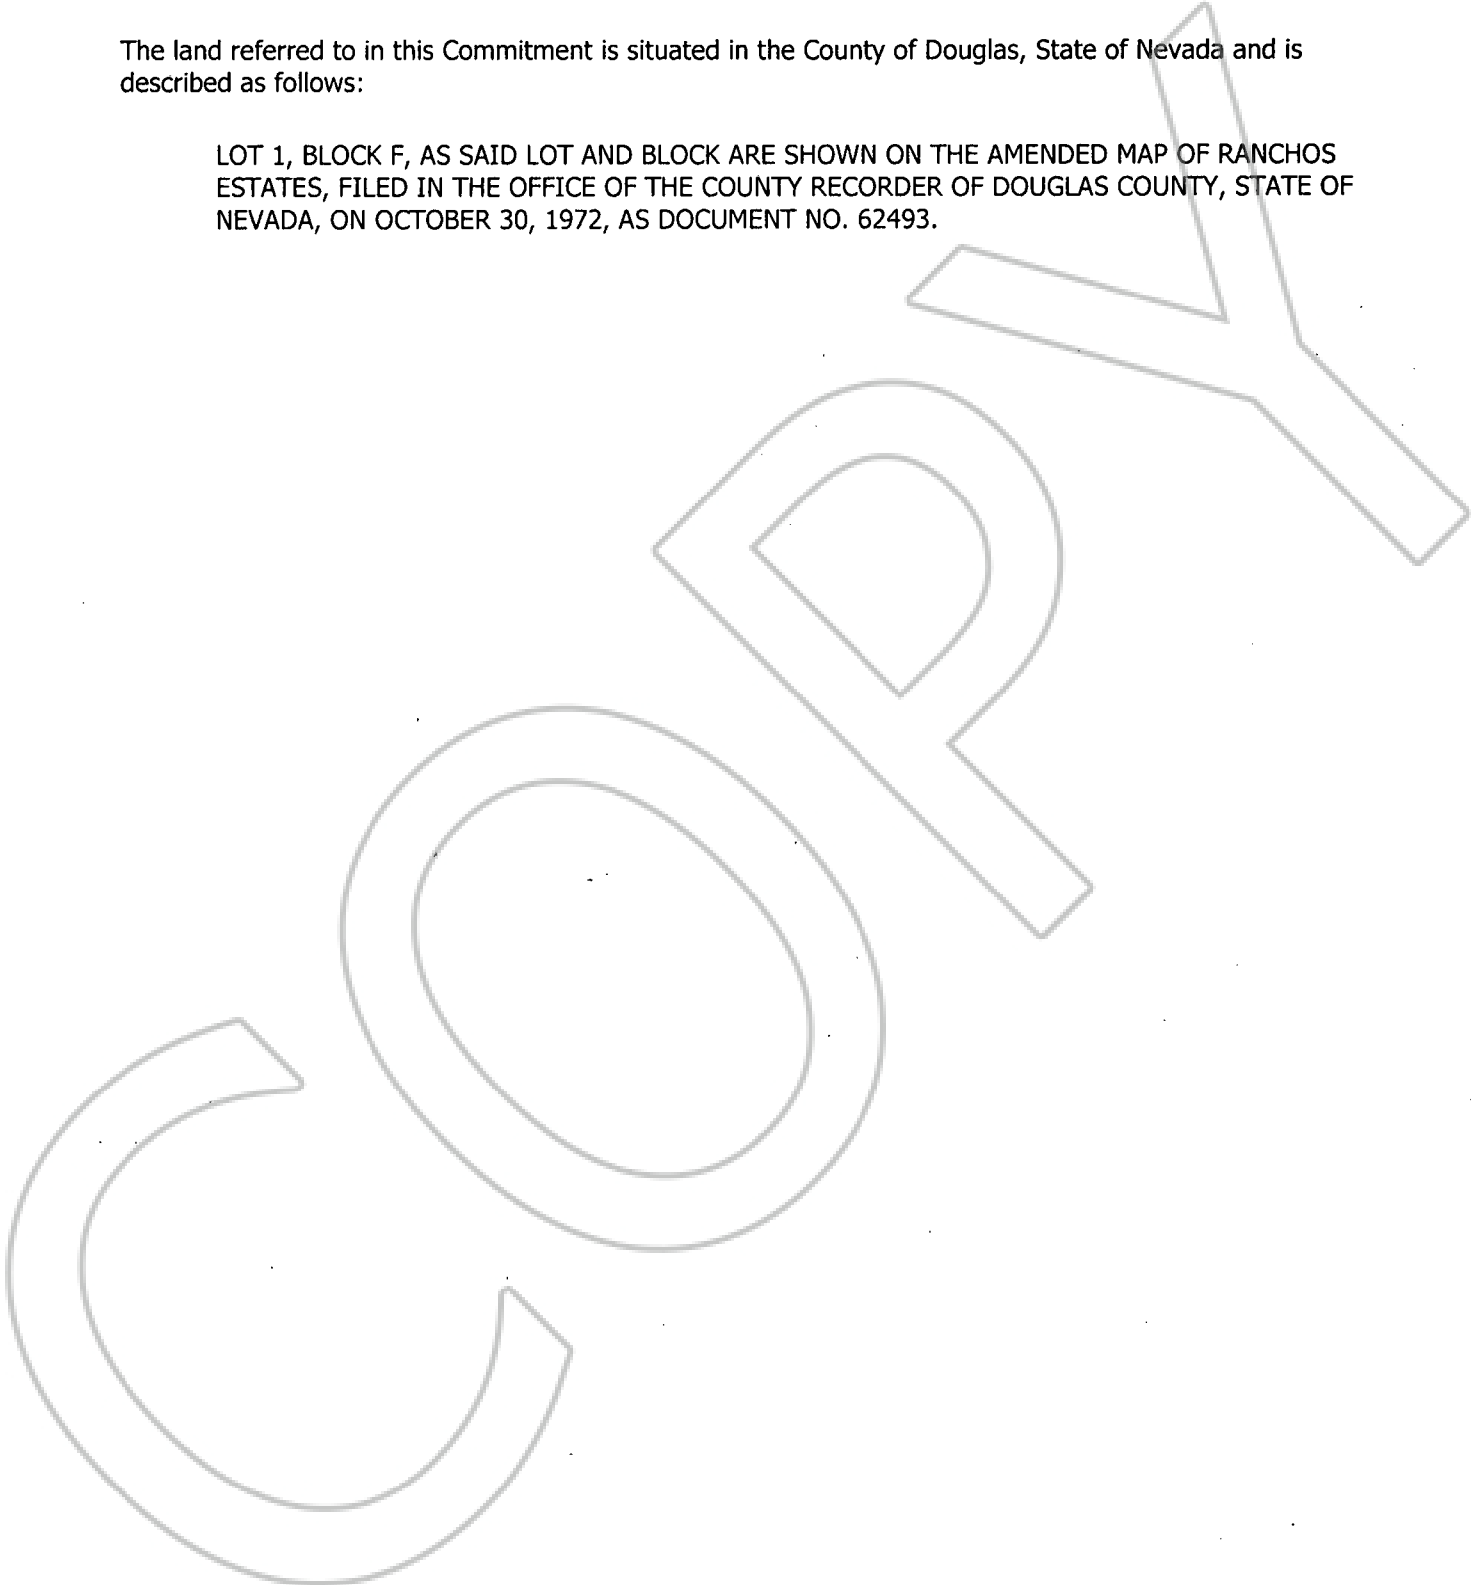 The land referred to in this Commitment is situated in the County of Douglas, State of Nevada and is
described as follows:
LOT 1, BLOCK F, AS SAID LOT AND BLOCK ARE SHOWN ON THE AMENDED MAP OF RANCHOS
ESTATES, FILED IN THE OFFICE OF THE COUNTY RECORDER OF DOUGLAS COUNTY, STATE OF
NEVADA, ON OCTOBER 30, 1972, AS DOCUMENT NO. 62493.
COPY